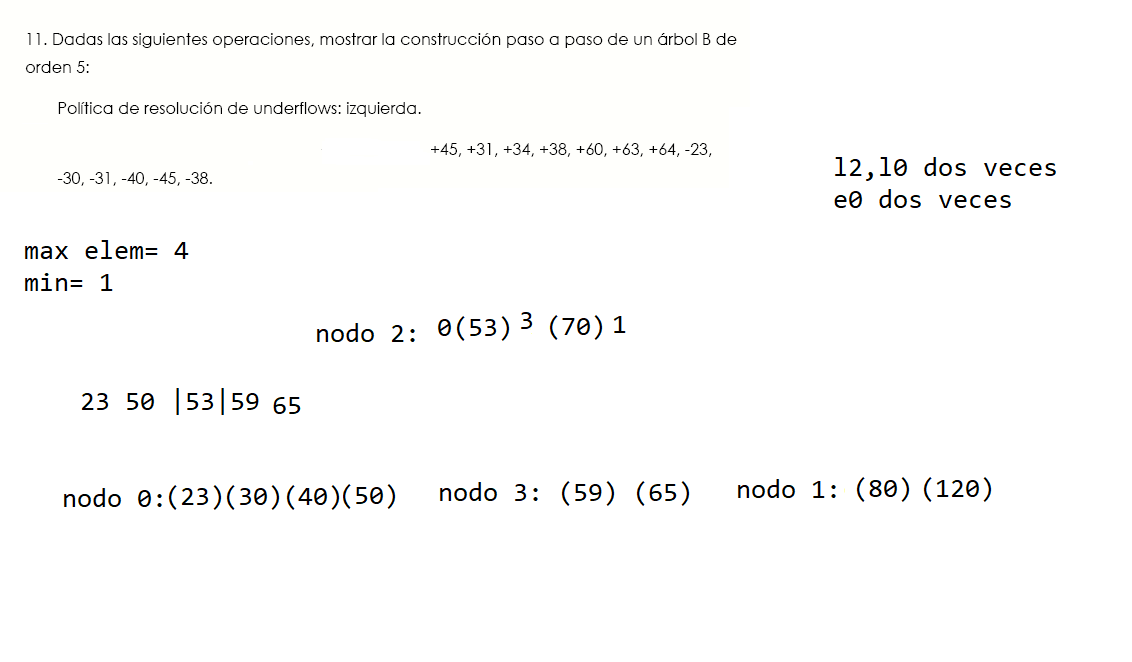 11. Dadas las siguientes operaciones, mostrar la construcción paso a paso de un árbol B de
orden 5:
Política de resolución de underflows: izquierda.
+45, +31, +34, +38, +60, +63, +64, -23,
-30, -31, -40, -45, -38.
l2,l0 dos veces
e0 dos veces
max elem= 4
min= 1
nodo 2: 0(53) 3 (70) 1
23 50 |53|59 65
nodo 0:(23)(30)(40)(50) nodo 3: (59) (65) nodo 1: (80) (120)